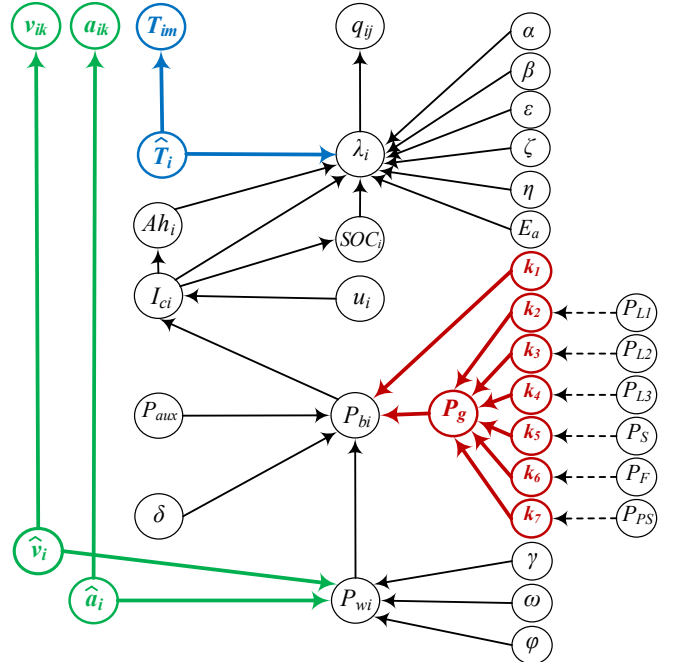 v_ik a_ik T_im q_ij α
β
ε
T̂_i λ_i ζ
η
Ah_i SOC_i E_a
k_1
I_ci u_i k_2 P_L1
k_3 P_L2
k_4 P_L3
P_aux P_bi P_g
k_5 P_S
k_6 P_F
δ k_7 P_PS
v̂_i γ
â_i P_wi ω
φ